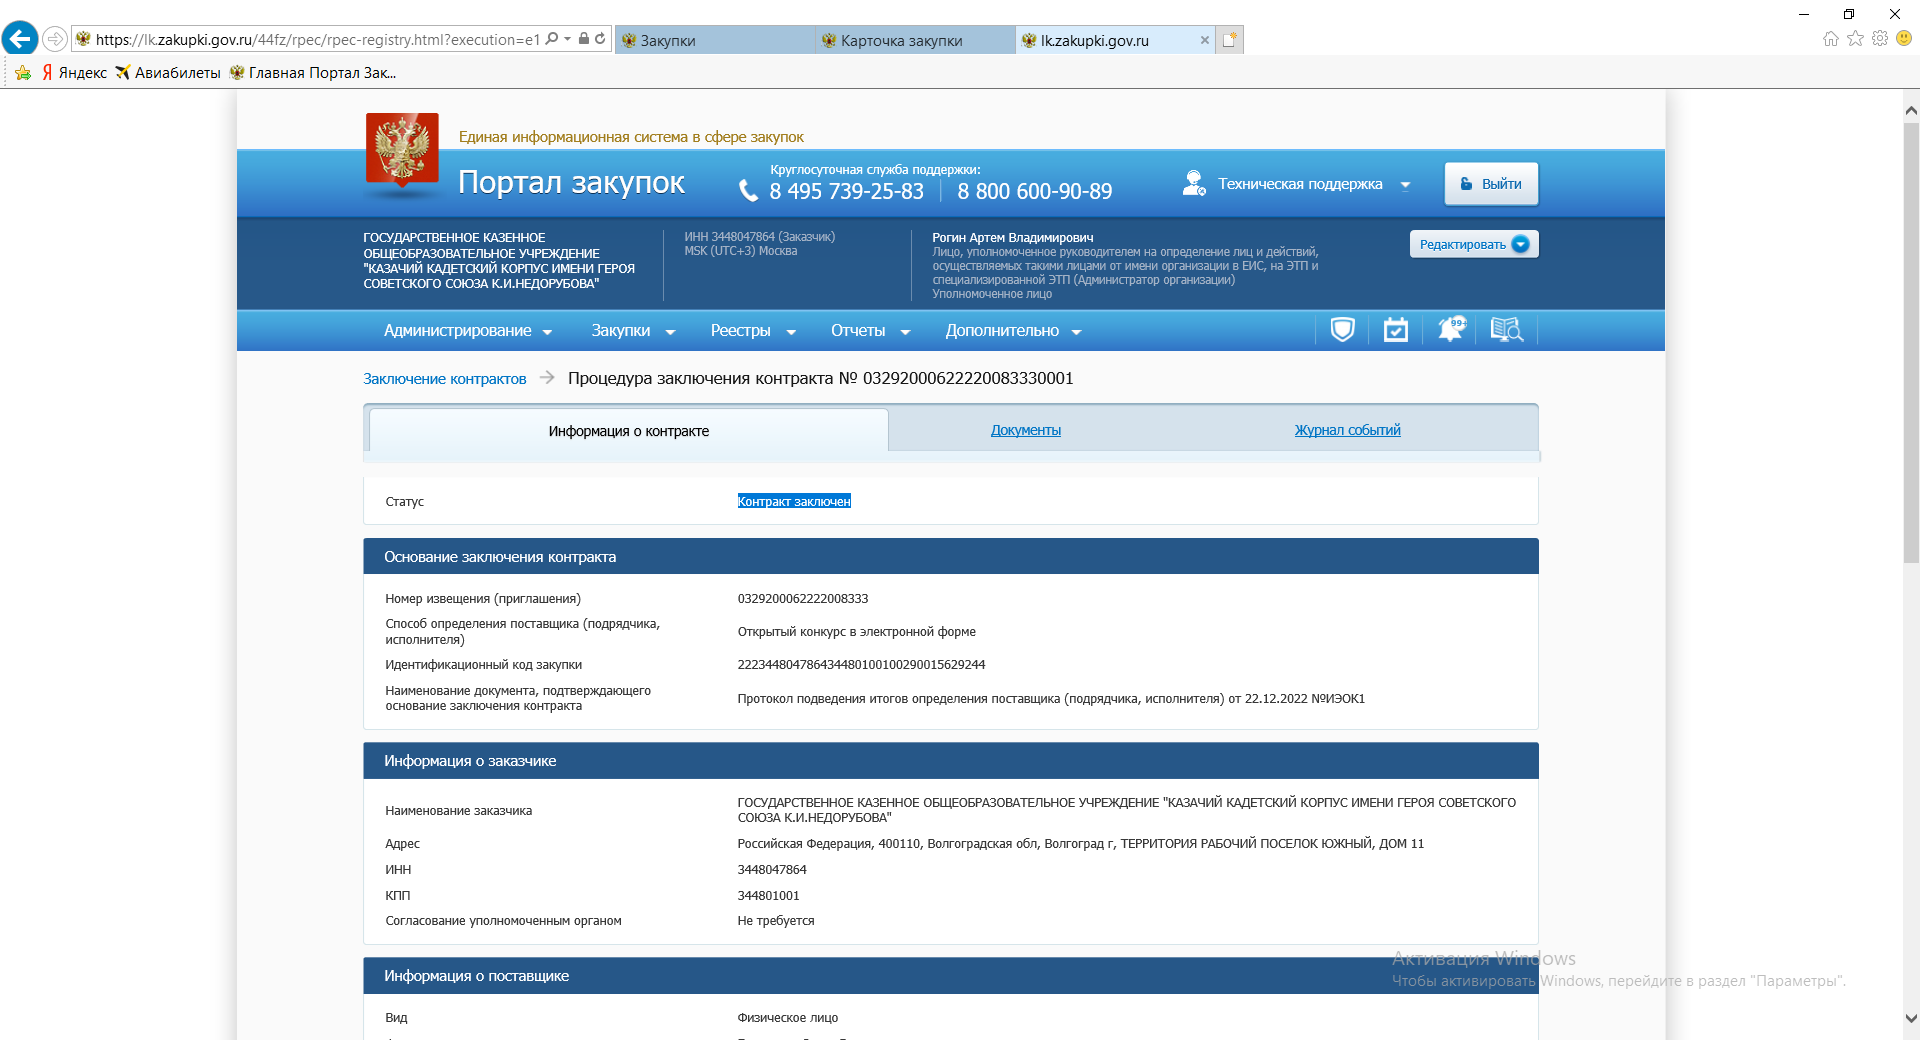 https://lk.zakupki.gov.ru/44fz/rpec/rpec-registry.html?execution=e1
Закупки
Карточка закупки
lk.zakupki.gov.ru
Яндекс
Авиабилеты
Главная Портал Зак...
Единая информационная система в сфере закупок
Портал закупок
Круглосуточная служба поддержки:
8 495 739-25-83
8 800 600-90-89
Техническая поддержка
Выйти
ГОСУДАРСТВЕННОЕ КАЗЕННОЕ
ОБЩЕОБРАЗОВАТЕЛЬНОЕ УЧРЕЖДЕНИЕ
"КАЗАЧИЙ КАДЕТСКИЙ КОРПУС ИМЕНИ ГЕРОЯ
СОВЕТСКОГО СОЮЗА К.И.НЕДОРУБОВА"
ИНН 3448047864 (Заказчик)
MSK (UTC+3) Москва
Рогин Артем Владимирович
Лицо, уполномоченное руководителем на определение лиц и действий,
осуществляемых такими лицами от имени организации в ЕИС, на ЭТП и
специализированной ЭТП (Администратор организации)
Уполномоченное лицо
Редактировать
Администрирование
Закупки
Реестры
Отчеты
Дополнительно
99+
Заключение контрактов
Процедура заключения контракта № 03292000622220083330001
Информация о контракте
Документы
Журнал событий
Статус
Контракт заключен
Основание заключения контракта
Номер извещения (приглашения)
0329200062222008333
Способ определения поставщика (подрядчика,
исполнителя)
Открытый конкурс в электронной форме
Идентификационный код закупки
222344804786434480100100290015629244
Наименование документа, подтверждающего
основание заключения контракта
Протокол подведения итогов определения поставщика (подрядчика, исполнителя) от 22.12.2022 №ИЭОК1
Информация о заказчике
Наименование заказчика
ГОСУДАРСТВЕННОЕ КАЗЕННОЕ ОБЩЕОБРАЗОВАТЕЛЬНОЕ УЧРЕЖДЕНИЕ "КАЗАЧИЙ КАДЕТСКИЙ КОРПУС ИМЕНИ ГЕРОЯ СОВЕТСКОГО
СОЮЗА К.И.НЕДОРУБОВА"
Адрес
Российская Федерация, 400110, Волгоградская обл, Волгоград г, ТЕРРИТОРИЯ РАБОЧИЙ ПОСЕЛОК ЮЖНЫЙ, ДОМ 11
ИНН
3448047864
КПП
344801001
Согласование уполномоченным органом
Не требуется
Активация Windows
Чтобы активировать Windows, перейдите в раздел "Параметры".
Информация о поставщике
Вид
Физическое лицо